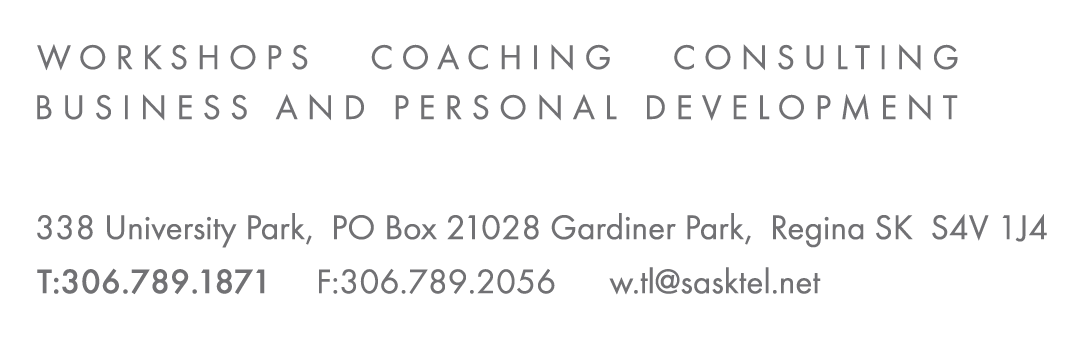 WORKSHOPS COACHING CONSULTING
BUSINESS AND PERSONAL DEVELOPMENT
338 University Park, PO Box 21028 Gardiner Park, Regina SK S4V 1J4
T:306.789.1871 F:306.789.2056 w.tl@sasktel.net